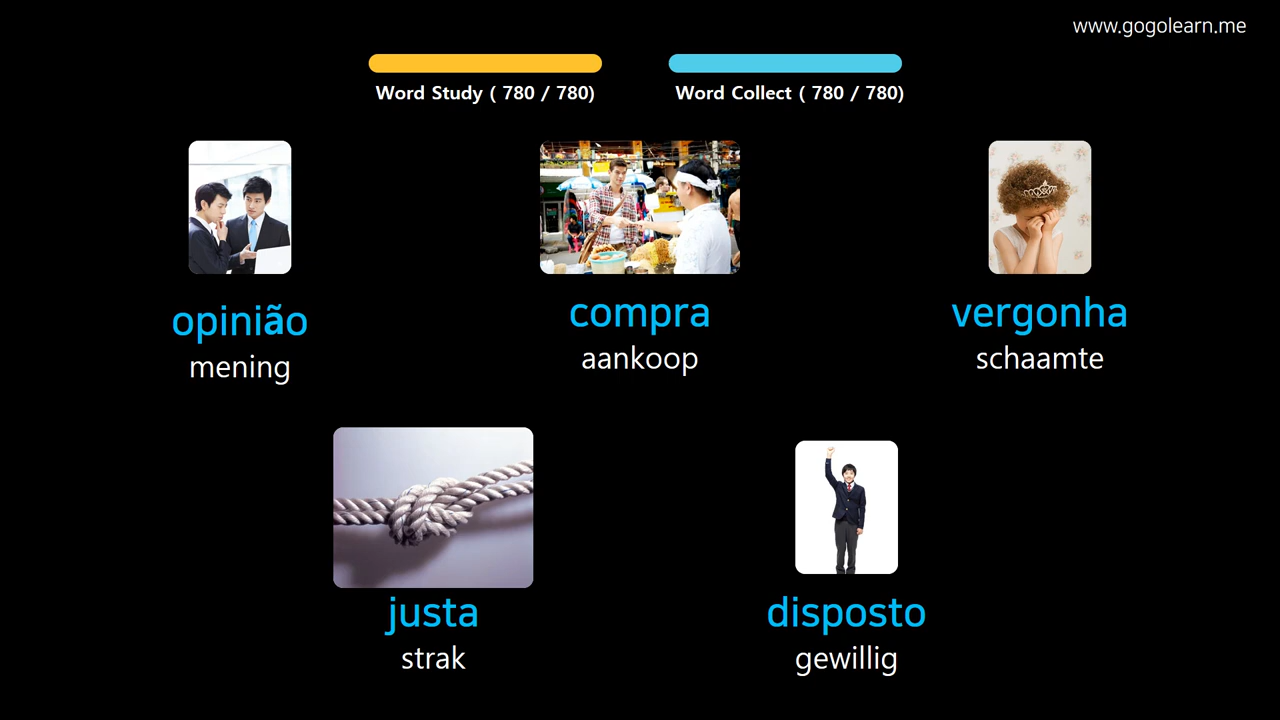 www.gogolearn.me
Word Study ( 780 / 780)
Word Collect ( 780 / 780)
opinião
mening
compra
aankoop
vergonha
schaamte
justa
strak
disposto
gewillig